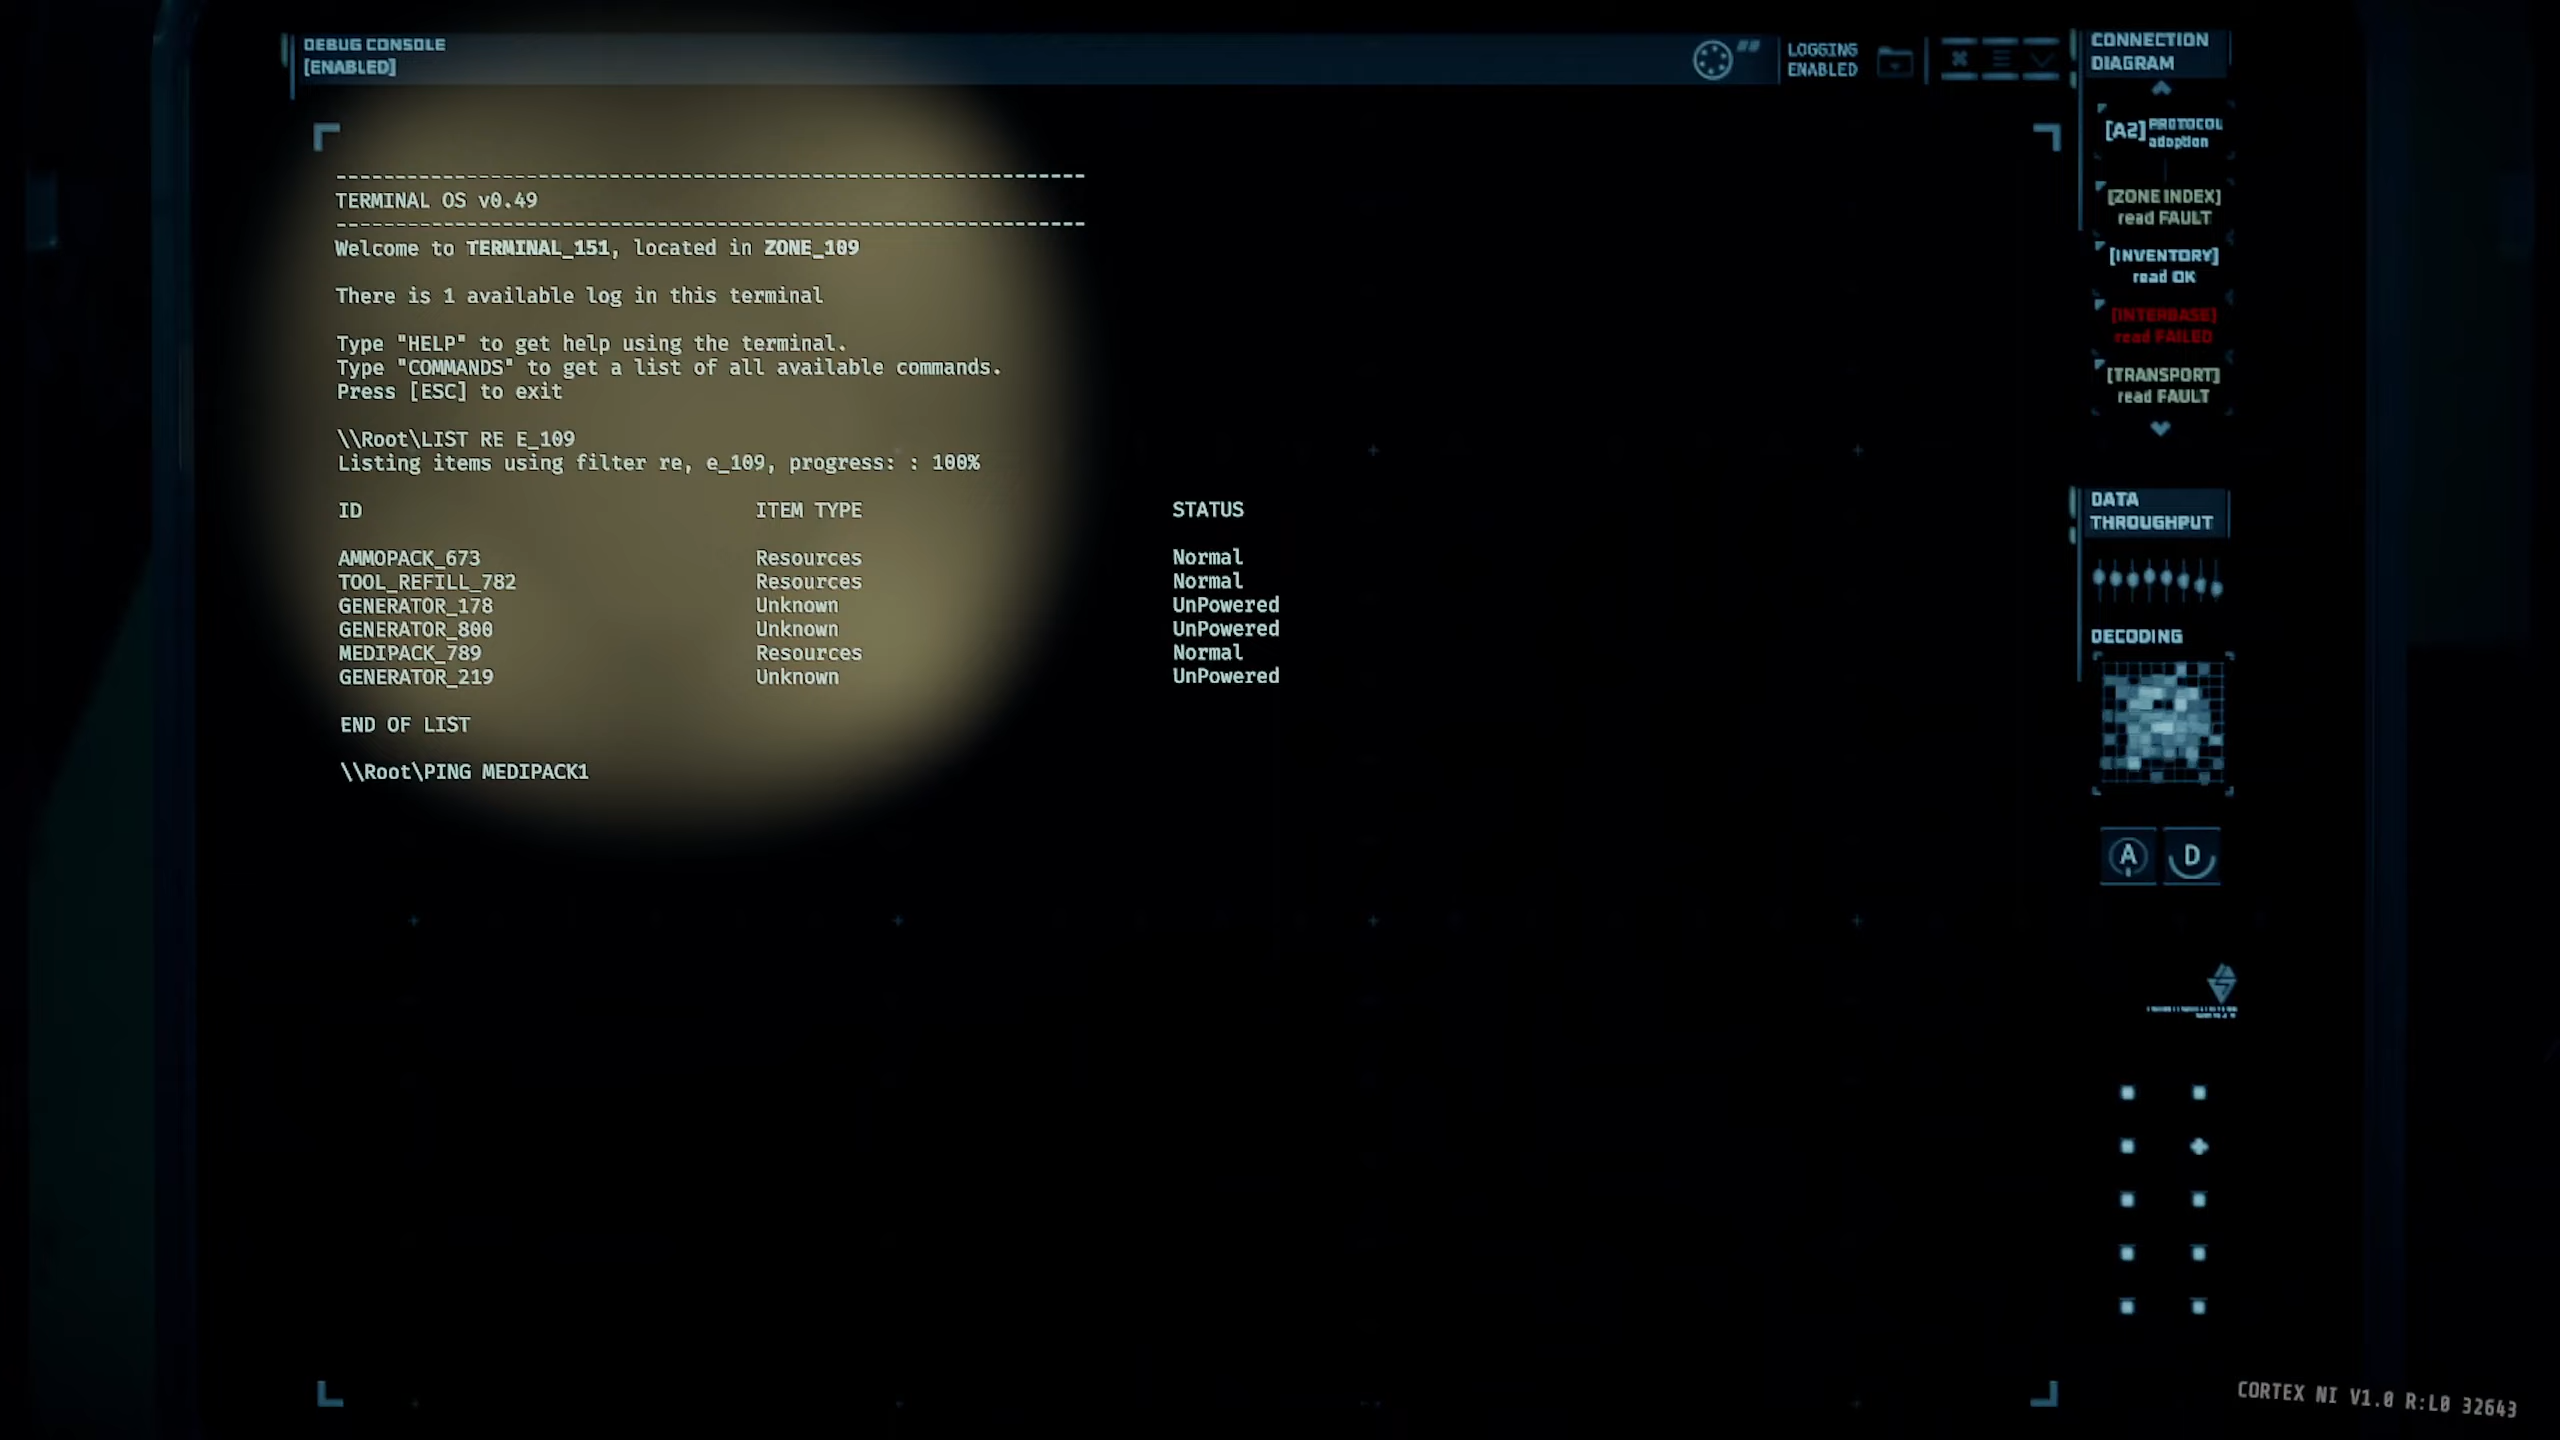 DEBUG CONSOLE
[ENABLED]
LOGGING
ENABLED
------------------------------------------------------------------
TERMINAL OS v0.49
------------------------------------------------------------------
Welcome to TERMINAL_151, located in ZONE_109
There is 1 available log in this terminal
Type "HELP" to get help using the terminal.
Type "COMMANDS" to get a list of all available commands.
Press [ESC] to exit
\\Root\LIST RE E_109
Listing items using filter re, e_109, progress: : 100%
ID ITEM TYPE STATUS
AMMOPACK_673 Resources Normal
TOOL_REFILL_782 Resources Normal
GENERATOR_178 Unknown UnPowered
GENERATOR_800 Unknown UnPowered
MEDIPACK_789 Resources Normal
GENERATOR_219 Unknown UnPowered
END OF LIST
\\Root\PING MEDIPACK1
CONNECTION
DIAGRAM
[A2] PROTOCOL
adoption
[ZONE INDEX]
read FAULT
[INVENTORY]
read OK
[INTERBASE]
read FAILED
[TRANSPORT]
read FAULT
DATA
THROUGHPUT
DECODING
A D
CORTEX NI V1.0 R:L0 32643